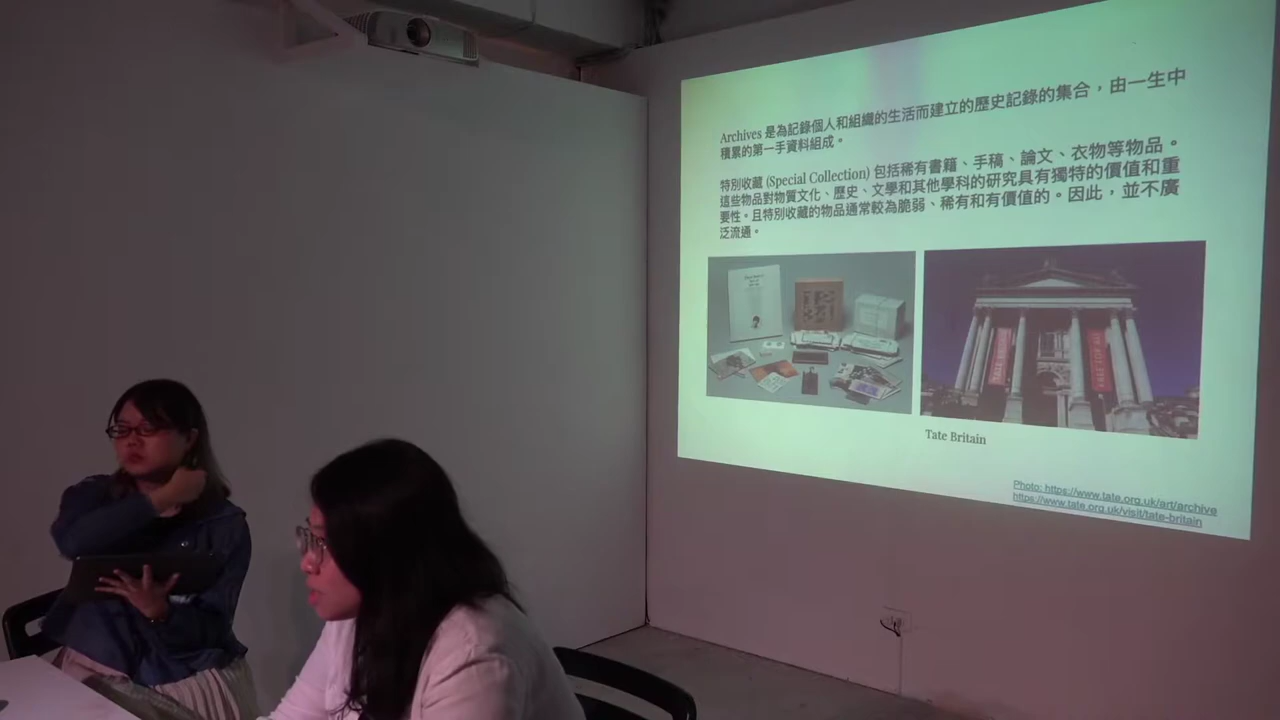 Archives 是為記錄個人和組織的生活而建立的歷史記錄的集合，由一生中
積累的第一手資料組成。
特別收藏 (Special Collection) 包括稀有書籍、手稿、論文、衣物等物品。
這些物品對物質文化、歷史、文學和其他學科的研究具有獨特的價值和重
要性。且特別收藏的物品通常較為脆弱、稀有和有價值的。因此，並不廣
泛流通。
Tate Britain
Photo: https://www.tate.org.uk/art/archive
https://www.tate.org.uk/visit/tate-britain